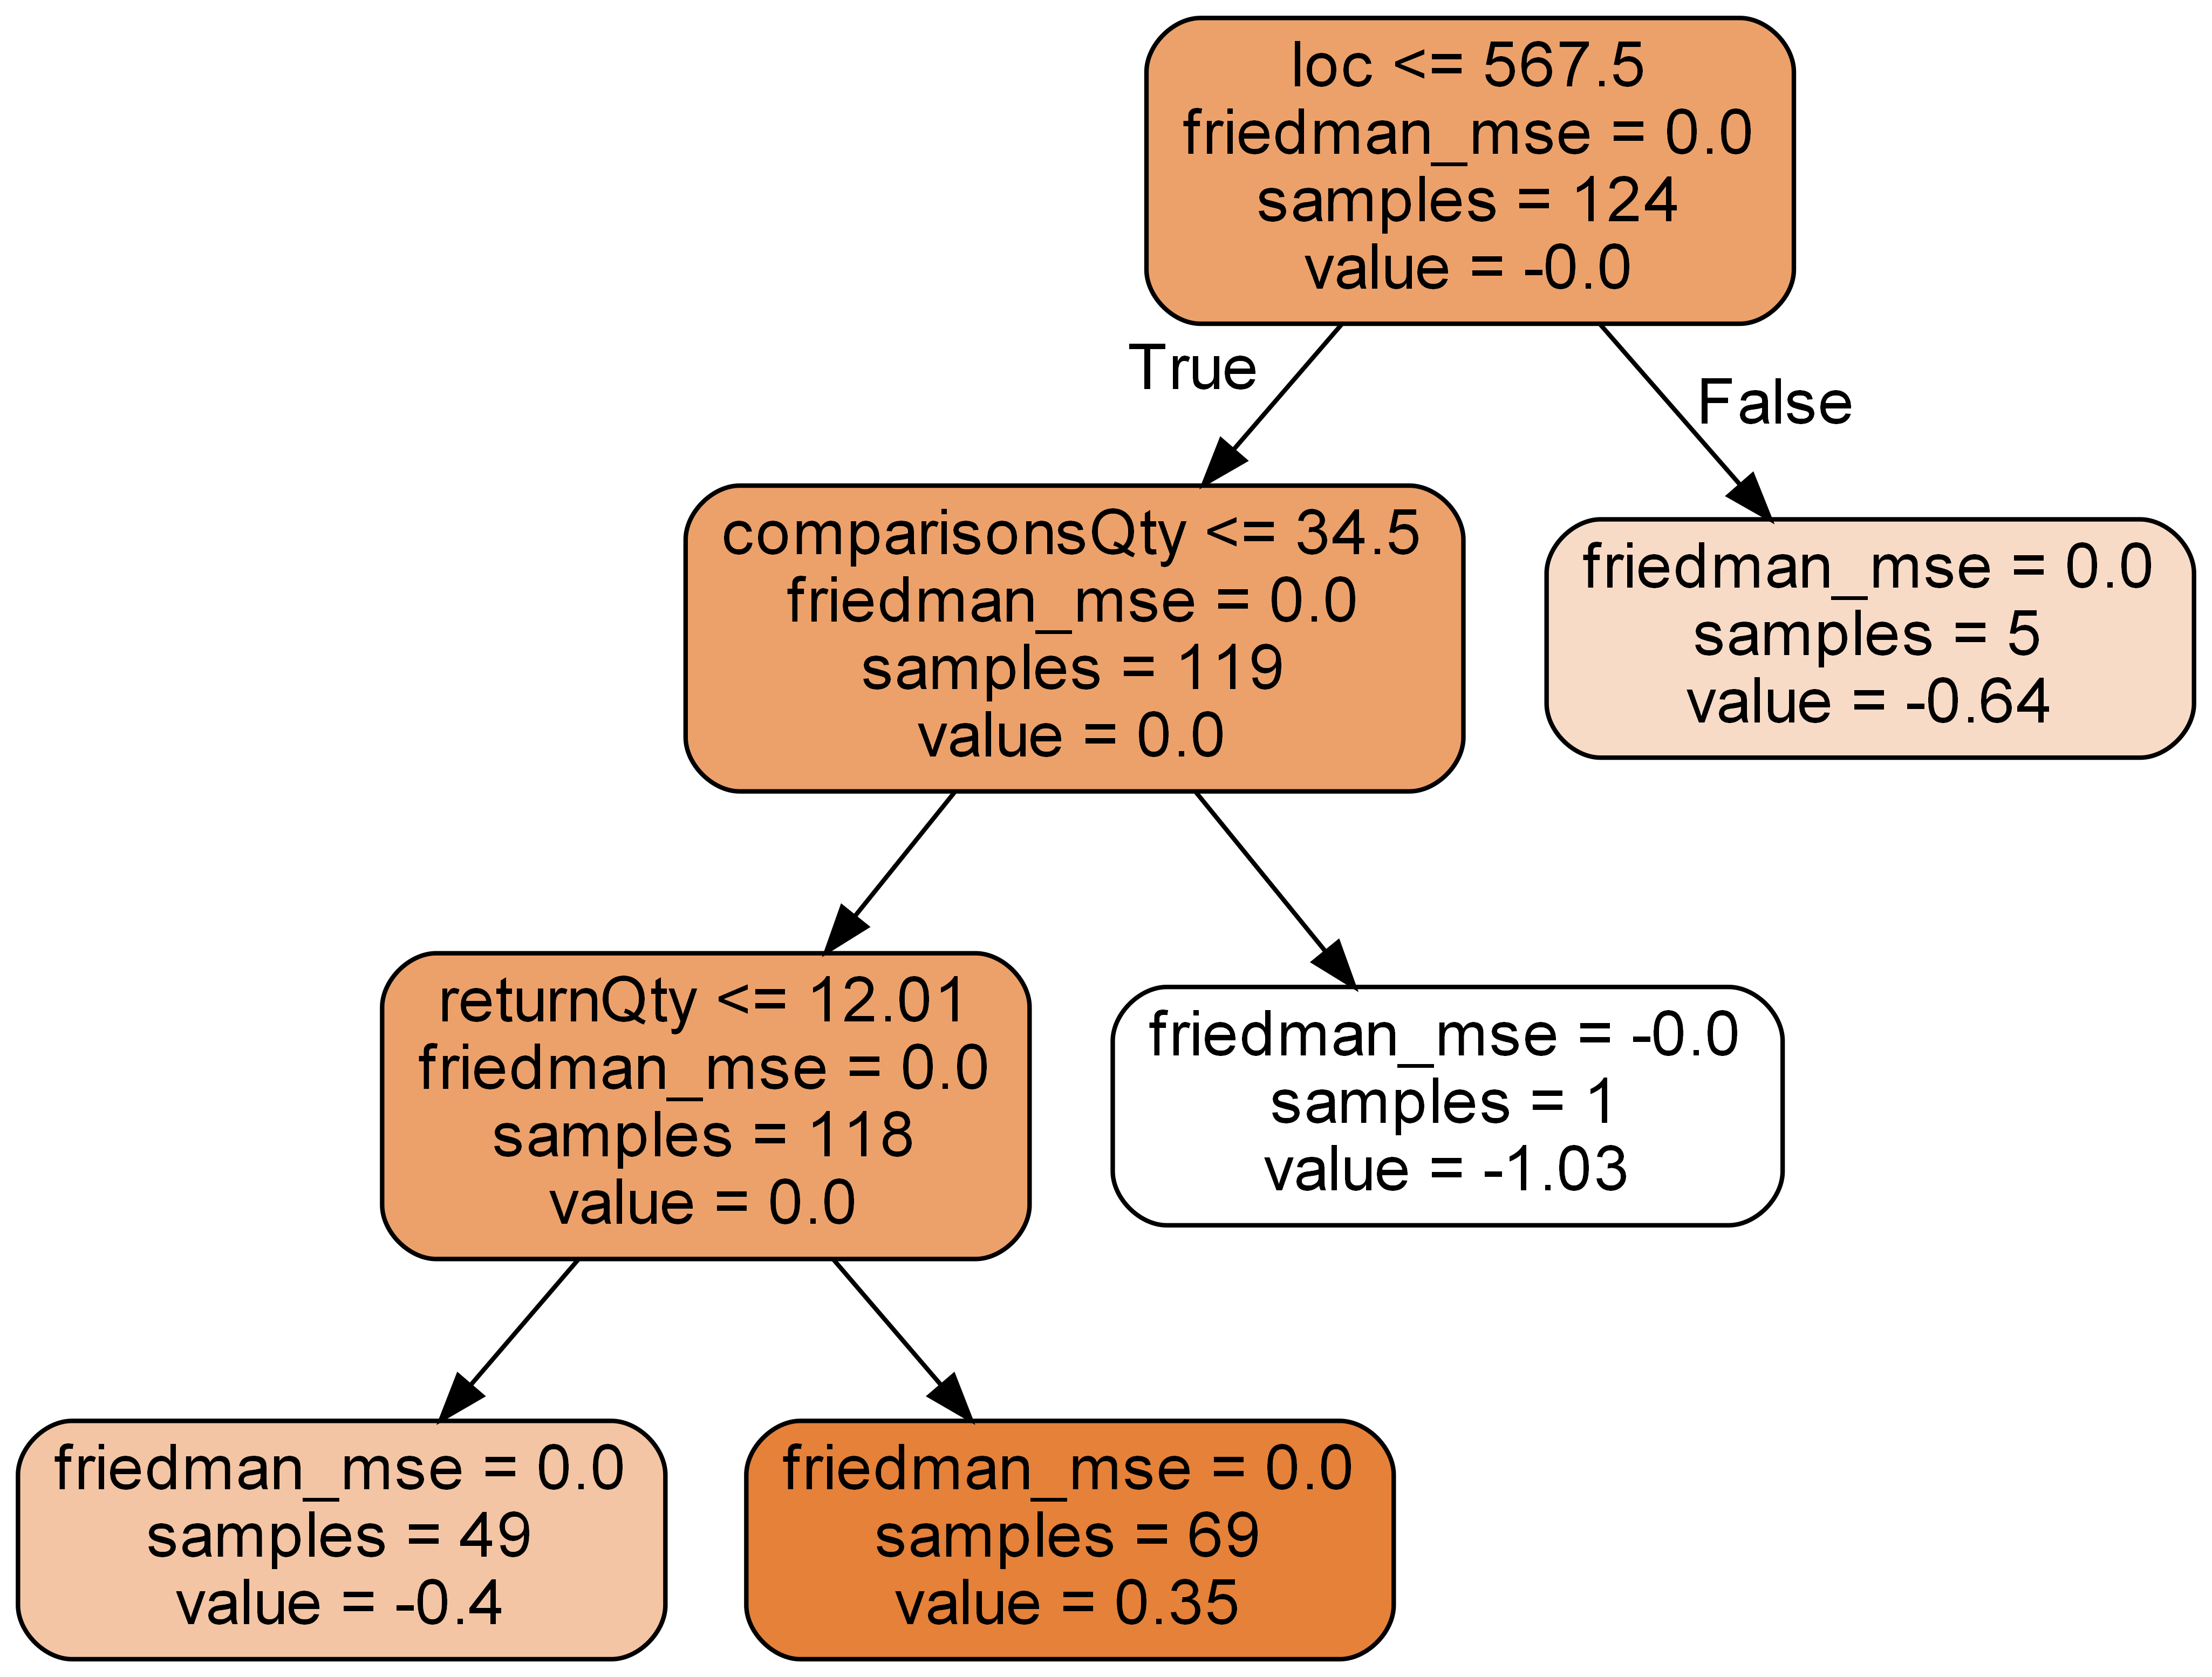 loc <= 567.5
friedman_mse = 0.0
samples = 124
value = -0.0
True
False
comparisonsQty <= 34.5
friedman_mse = 0.0
samples = 119
value = 0.0
friedman_mse = 0.0
samples = 5
value = -0.64
returnQty <= 12.01
friedman_mse = 0.0
samples = 118
value = 0.0
friedman_mse = -0.0
samples = 1
value = -1.03
friedman_mse = 0.0
samples = 49
value = -0.4
friedman_mse = 0.0
samples = 69
value = 0.35